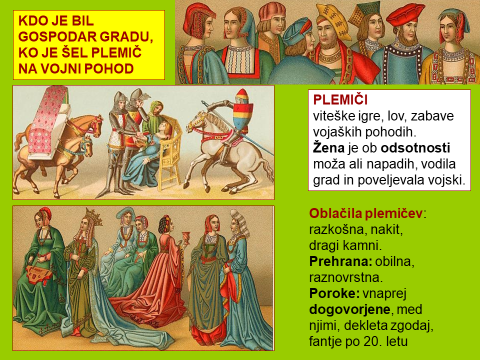 KDO JE BIL
GOSPODAR GRADU,
KO JE ŠEL PLEMIČ
NA VOJNI POHOD
PLEMIČI
viteške igre, lov, zabave
vojaških pohodih.
Žena je ob odsotnosti
moža ali napadih, vodila
grad in poveljevala vojski.
Oblačila plemičev:
razkošna, nakit,
dragi kamni.
Prehrana: obilna,
raznovrstna.
Poroke: vnaprej
dogovorjene, med
njimi, dekleta zgodaj,
fantje po 20. letu